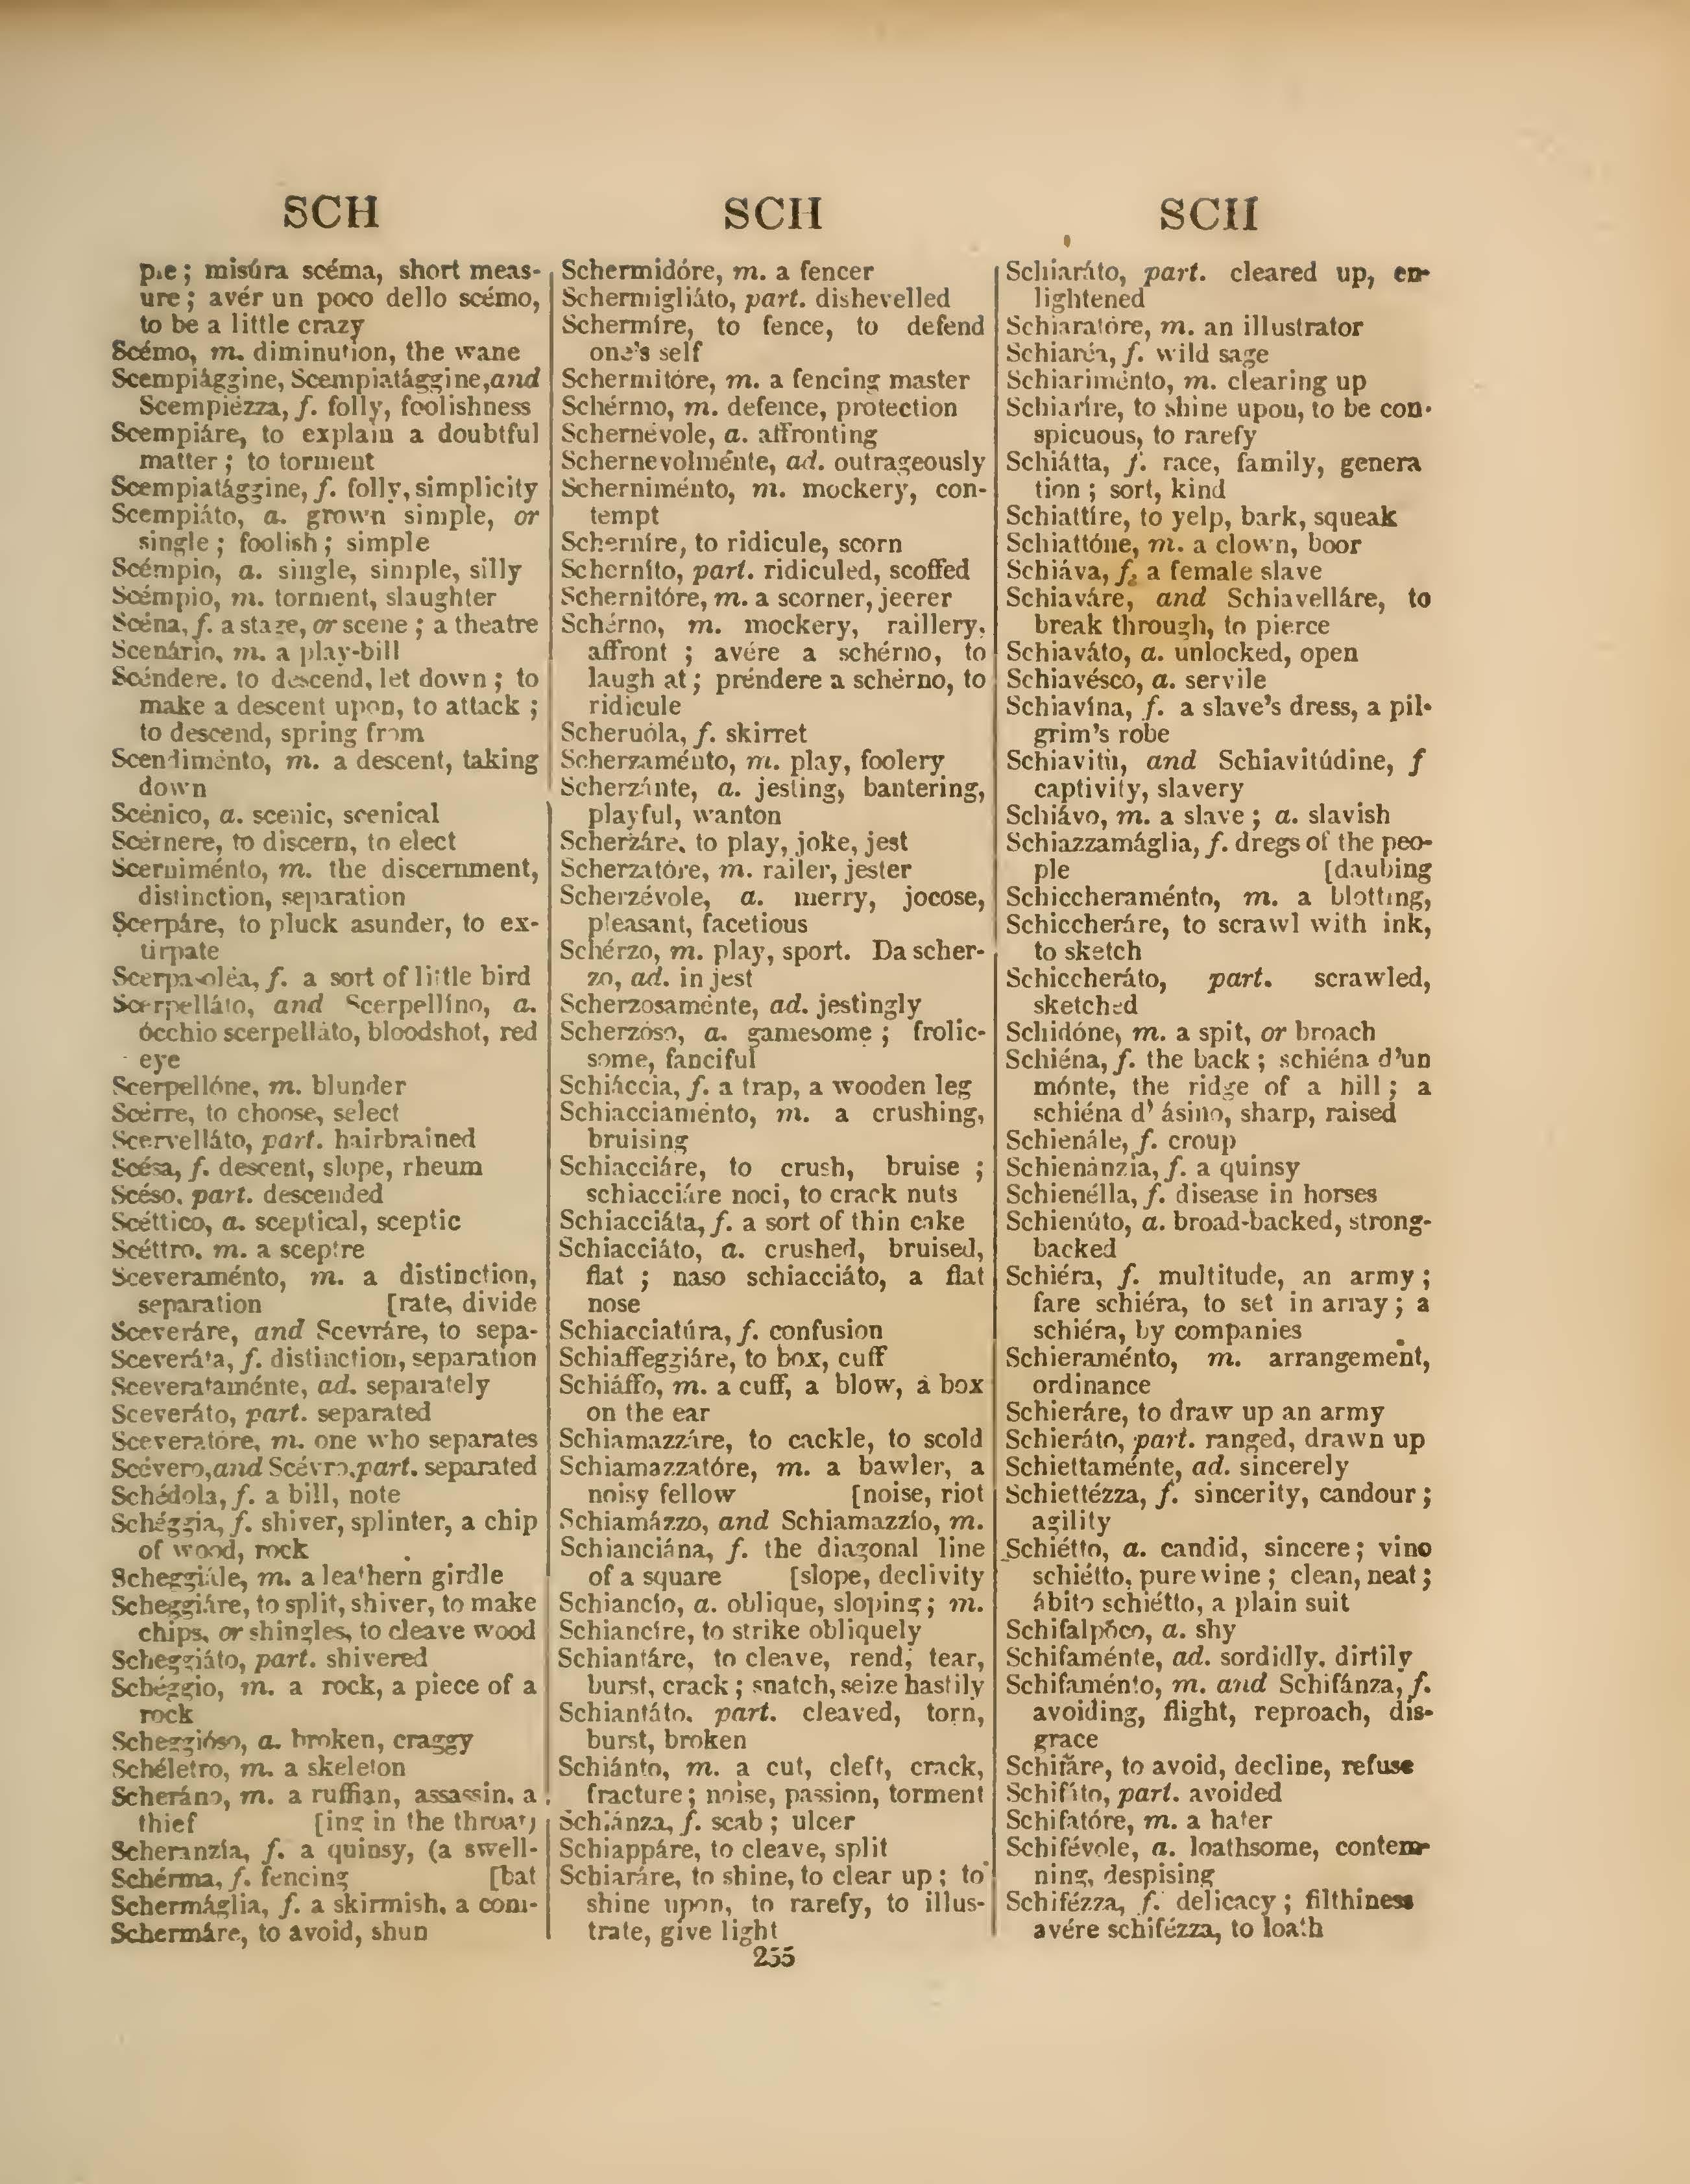 SCH
ple; misúra scéma, short meas-
ure; avér un poco dello scémo,
to be a little crazy
Scémo, m. diminution, the wane
Scempiággine, Scempiatággine, and
Scempiézza, f. folly, foolishness
Scempiáre, to explain a doubtful
matter; to torment
Scempiatággine, f. folly, simplicity
Scempiáto, a. grown simple, or
single; foolish; simple
Scémpio, a. single, simple, silly
Scémpio, m. torment, slaughter
Scéna, f. a stage, or scene; a theatre
Scenário, m. a play-bill
Scéndere, to descend, let down; to
make a descent upon, to attack;
to descend, spring from
Scendiménto, m. a descent, taking
down
Scénico, a. scenic, scenical
Scérnere, to discern, to elect
Scerniménto, m. the discernment,
distinction, separation
Scerpáre, to pluck asunder, to ex-
tirpate
Scerpasoléa, f. a sort of little bird
Scerpelláto, and Scerpellíno, a.
ócchio scerpelláto, bloodshot, red
eye
Scerpellóne, m. blunder
Scérre, to choose, select
Scervelláto, part. hairbrained
Scésa, f. descent, slope, rheum
Scéso, part. descended
Scéttico, a. sceptical, sceptic
Scéttro, m. a sceptre
Sceveraménto, m. a distinction,
separation [rate, divide
Sceveráre, and Scevráre, to sepa-
Sceveráta, f. distinction, separation
Sceverataménte, ad. separately
Sceveráto, part. separated
Sceveratóre, m. one who separates
Scévero, and Scévro, part. separated
Schédola, f. a bill, note
Schéggia, f. shiver, splinter, a chip
of wood, rock
Scheggiále, m. a leathern girdle
Scheggiáre, to split, shiver, to make
chips, or shingles, to cleave wood
Scheggiáto, part. shivered
Schéggio, m. a rock, a piece of a
rock
Scheggióso, a. broken, craggy
Schéletro, m. a skeleton
Scheráno, m. a ruffian, assassin, a
thief [ing in the throat)
Scheranzía, f. a quinsy, (a swell-
Schérma, f. fencing [bat
Schermáglia, f. a skirmish, a com-
Schermáre, to avoid, shun
SCH
Schermidóre, m. a fencer
Schermigliáto, part. dishevelled
Schermíre, to fence, to defend
one's self
Schermitóre, m. a fencing master
Schérmo, m. defence, protection
Schernévole, a. affronting
Schernevolménte, ad. outrageously
Scherniménto, m. mockery, con-
tempt
Scherníre, to ridicule, scorn
Scherníto, part. ridiculed, scoffed
Schernitóre, m. a scorner, jeerer
Schérno, m. mockery, raillery,
affront; avére a schérno, to
laugh at; préndere a schérno, to
ridicule
Scheruóla, f. skirret
Scherzaménto, m. play, foolery
Scherzánte, a. jesting, bantering,
playful, wanton
Scherzáre, to play, joke, jest
Scherzatóre, m. railer, jester
Scherzévole, a. merry, jocose,
pleasant, facetious
Schérzo, m. play, sport. Da scher-
zo, ad. in jest
Scherzosaménte, ad. jestingly
Scherzóso, a. gamesome; frolic-
some, fanciful
Schiáccia, f. a trap, a wooden leg
Schiacciaménto, m. a crushing,
bruising
Schiacciáre, to crush, bruise;
schiacciáre noci, to crack nuts
Schiacciáta, f. a sort of thin cake
Schiacciáto, a. crushed, bruised,
flat; naso schiacciáto, a flat
nose
Schiacciatúra, f. confusion
Schiaffeggiáre, to box, cuff
Schiáffo, m. a cuff, a blow, a box
on the ear
Schiamazzáre, to cackle, to scold
Schiamazzatóre, m. a bawler, a
noisy fellow [noise, riot
Schiamázzo, and Schiamazzío, m.
Schianciána, f. the diagonal line
of a square [slope, declivity
Schiancío, a. oblique, sloping; m.
Schiancíre, to strike obliquely
Schiantáre, to cleave, rend, tear,
burst, crack; snatch, seize hastily
Schiantáto, part. cleaved, torn,
burst, broken
Schiánto, m. a cut, cleft, crack,
fracture; noise, passion, torment
Schiánza, f. scab; ulcer
Schiappáre, to cleave, split
Schiaráre, to shine, to clear up; to
shine upon, to rarefy, to illus-
trate, give light
SCH
Schiaráto, part. cleared up, en-
lightened
Schiaratóre, m. an illustrator
Schiaréa, f. wild sage
Schiariménto, m. clearing up
Schiaríre, to shine upon, to be con-
spicuous, to rarefy
Schiátta, f. race, family, genera
tion; sort, kind
Schiattíre, to yelp, bark, squeak
Schiattóne, m. a clown, boor
Schiáva, f. a female slave
Schiaváre, and Schiavelláre, to
break through, to pierce
Schiaváto, a. unlocked, open
Schiavésco, a. servile
Schiavína, f. a slave's dress, a pil-
grim's robe
Schiavitù, and Schiavitúdine, f
captivity, slavery
Schiávo, m. a slave; a. slavish
Schiazzamáglia, f. dregs of the peo-
ple [daubing
Schiccheraménto, m. a blotting,
Schiccheráre, to scrawl with ink,
to sketch
Schiccheráto, part. scrawled,
sketched
Schidóne, m. a spit, or broach
Schiéna, f. the back; schiéna d'un
mónte, the ridge of a hill; a
schiéna d' ásino, sharp, raised
Schienále, f. croup
Schienánzia, f. a quinsy
Schienélla, f. disease in horses
Schienúto, a. broad-backed, strong-
backed
Schiéra, f. multitude, an army;
fare schiéra, to set in array; a
schiéra, by companies
Schieraménto, m. arrangement,
ordinance
Schieráre, to draw up an army
Schieráto, part. ranged, drawn up
Schiettaménte, ad. sincerely
Schiettézza, f. sincerity, candour;
agility
Schiétto, a. candid, sincere; vino
schiétto, pure wine; clean, neat;
ábito schiétto, a plain suit
Schifalpóco, a. shy
Schifaménte, ad. sordidly, dirtily
Schifaménto, m. and Schifánza, f.
avoiding, flight, reproach, dis-
grace
Schifáre, to avoid, decline, refuse
Schifáto, part. avoided
Schifatóre, m. a hater
Schifévole, a. loathsome, contem-
ning, despising
Schifézza, f. delicacy; filthiness
avére schifézza, to loath
255